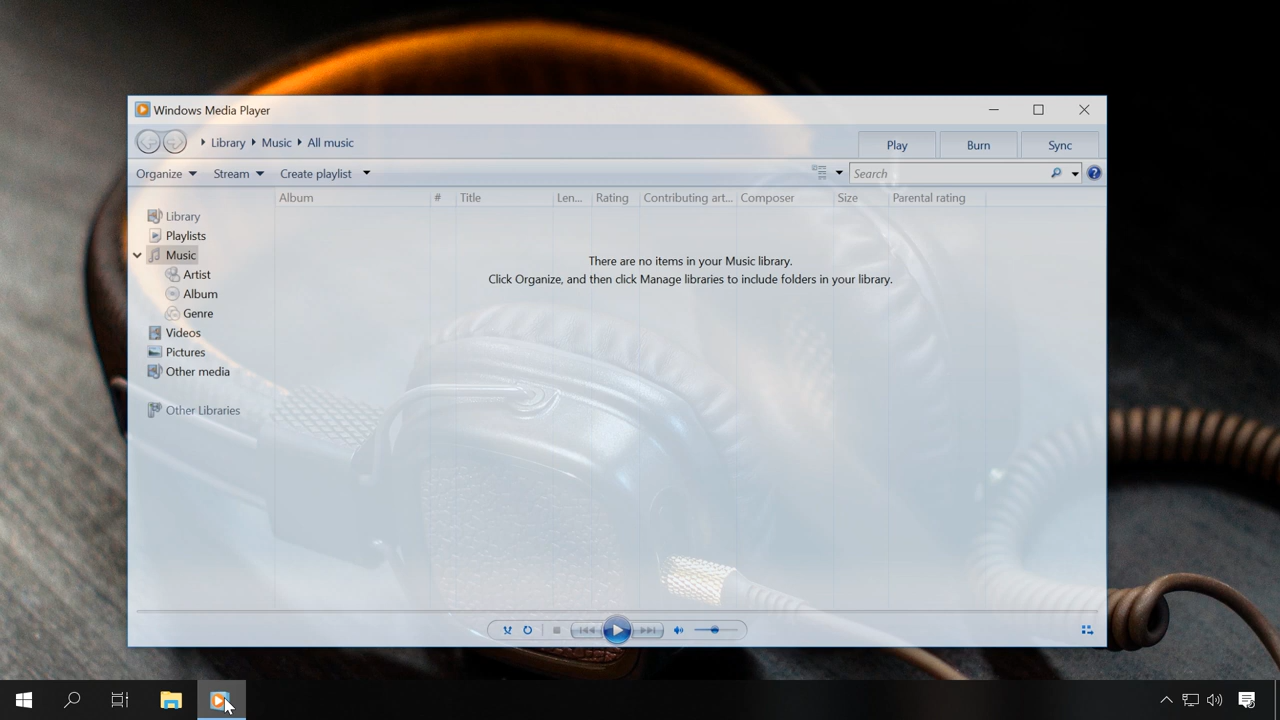 Windows Media Player
Library Music All music
Play Burn Sync
Organize Stream Create playlist
Search
Album # Title Len... Rating Contributing art... Composer Size Parental rating
Library
Playlists
Music
Artist
Album
Genre
Videos
Pictures
Other media
Other Libraries
There are no items in your Music library.
Click Organize, and then click Manage libraries to include folders in your library.